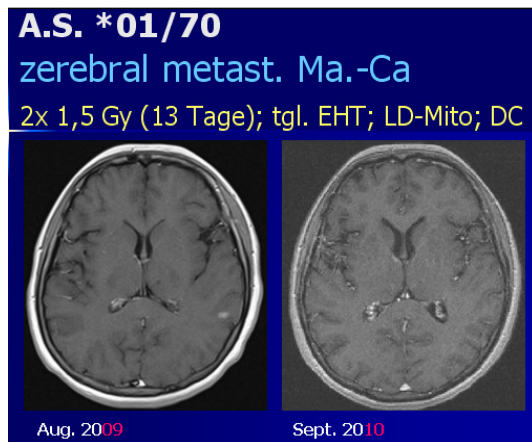 A.S. *01/70
zerebral metast. Ma.-Ca
2x 1,5 Gy (13 Tage); tgl. EHT; LD-Mito; DC
Aug. 2009
Sept. 2010